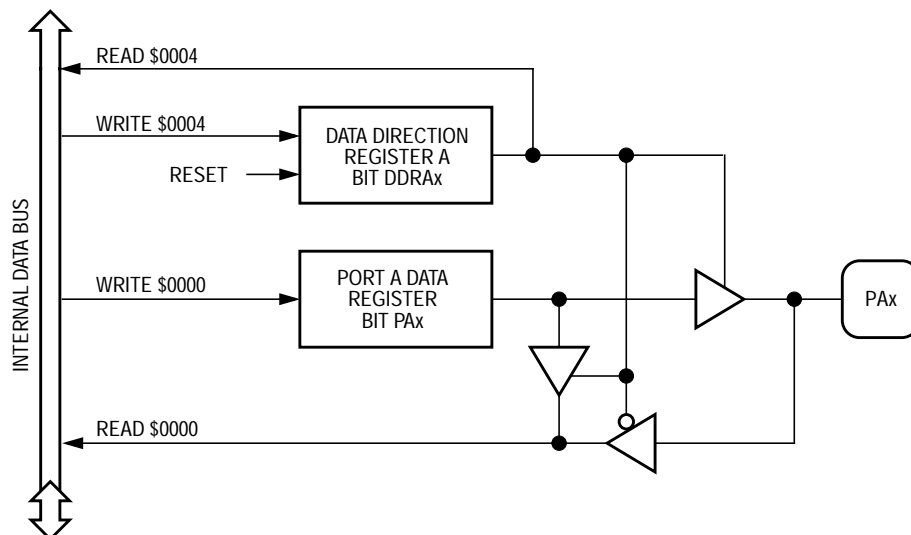 READ $0004
WRITE $0004
DATA DIRECTION
REGISTER A
BIT DDRAx
RESET
INTERNAL DATA BUS
WRITE $0000
PORT A DATA
REGISTER
BIT PAx
PAx
READ $0000